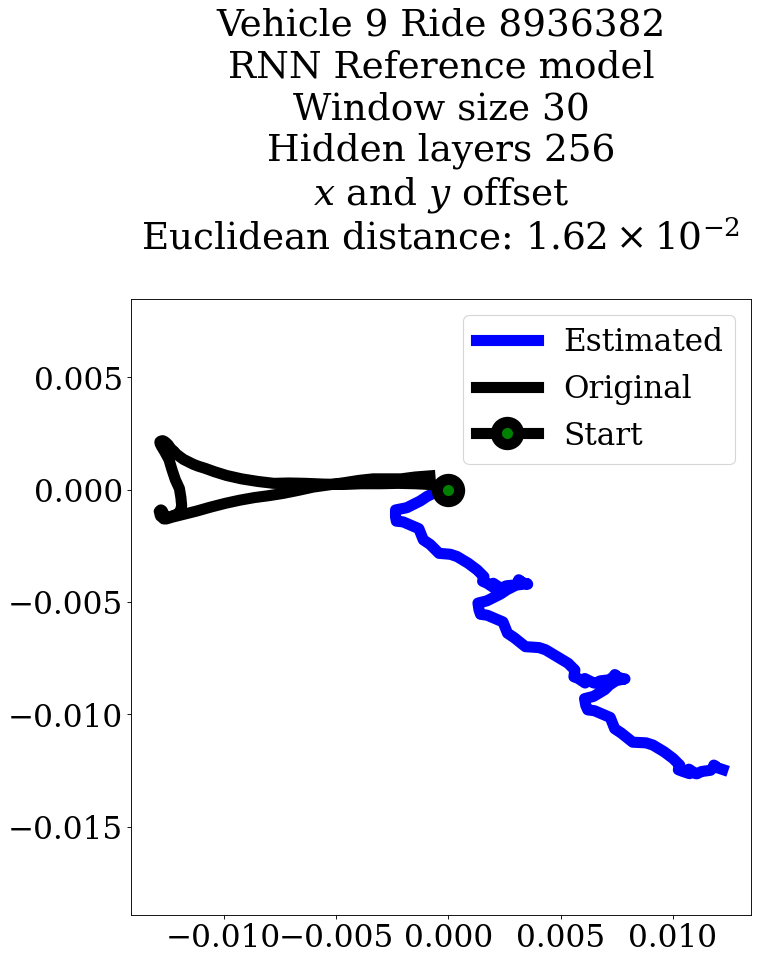 Vehicle 9 Ride 8936382
RNN Reference model
Window size 30
Hidden layers 256
x and y offset
Euclidean distance: 1.62 × 10⁻²
Estimated
Original
Start
0.005
0.000
−0.005
−0.010
−0.015
−0.010 −0.005 0.000 0.005 0.010